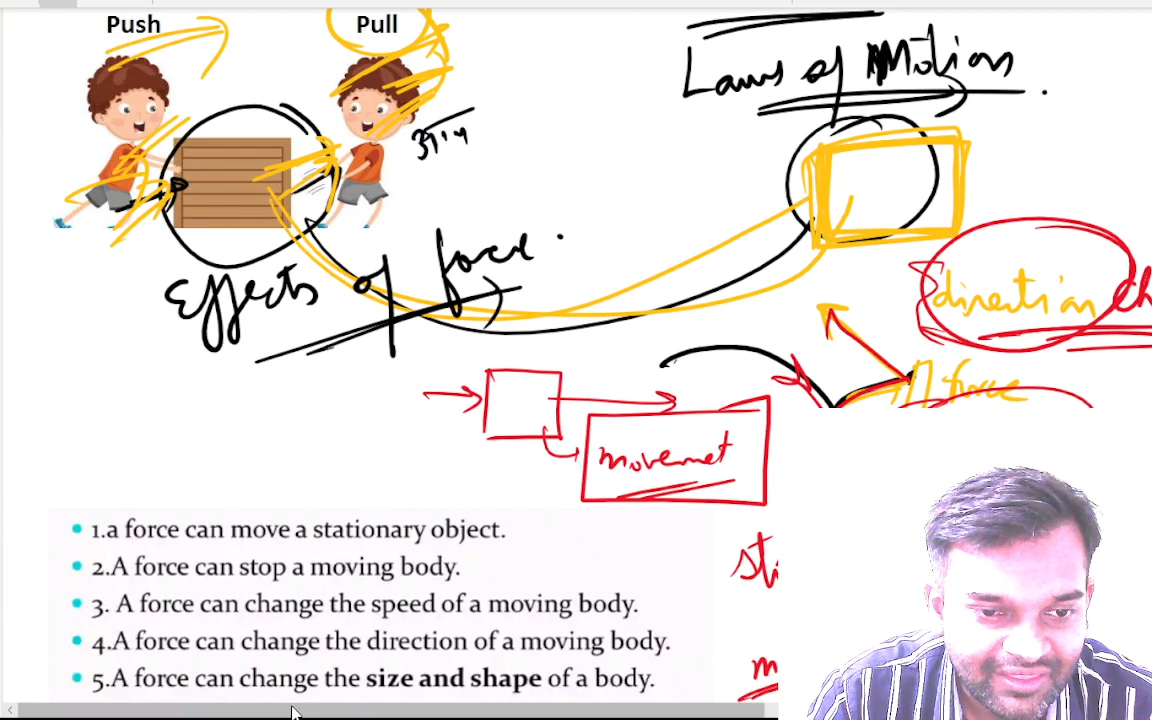 Push
Pull
Laws of Motion
Effects of force
direction
force
movemet
1.a force can move a stationary object.
2.A force can stop a moving body.
3. A force can change the speed of a moving body.
4.A force can change the direction of a moving body.
5.A force can change the size and shape of a body.